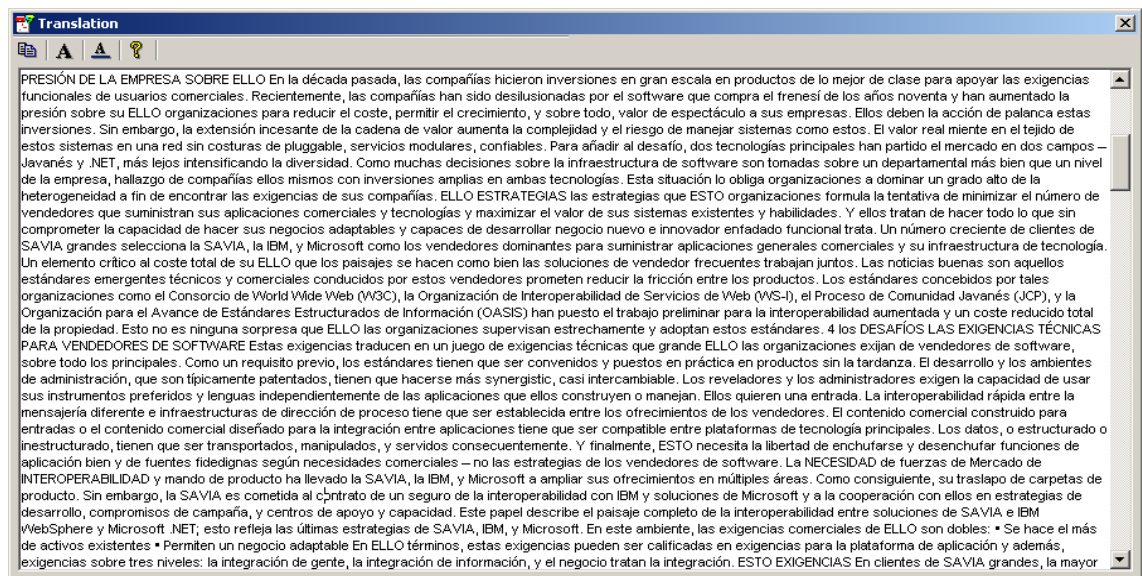 Translation
PRESIÓN DE LA EMPRESA SOBRE ELLO En la década pasada, las compañías hicieron inversiones en gran escala en productos de lo mejor de clase para apoyar las exigencias
funcionales de usuarios comerciales. Recientemente, las compañías han sido desilusionadas por el software que compra el frenesí de los años noventa y han aumentado la
presión sobre su ELLO organizaciones para reducir el coste, permitir el crecimiento, y sobre todo, valor de espectáculo a sus empresas. Ellos deben la acción de palanca estas
inversiones. Sin embargo, la extensión incesante de la cadena de valor aumenta la complejidad y el riesgo de manejar sistemas como estos. El valor real miente en el tejido de
estos sistemas en una red sin costuras de pluggable, servicios modulares, confiables. Para añadir al desafío, dos tecnologías principales han partido el mercado en dos campos –
Javanés y .NET, más lejos intensificando la diversidad. Como muchas decisiones sobre la infraestructura de software son tomadas sobre un departamental más bien que un nivel
de la empresa, hallazgo de compañías ellos mismos con inversiones amplias en ambas tecnologías. Esta situación lo obliga organizaciones a dominar un grado alto de la
heterogeneidad a fin de encontrar las exigencias de sus compañías. ELLO ESTRATEGIAS las estrategias que ESTO organizaciones formula la tentativa de minimizar el número de
vendedores que suministran sus aplicaciones comerciales y tecnologías y maximizar el valor de sus sistemas existentes y habilidades. Y ellos tratan de hacer todo lo que sin
comprometer la capacidad de hacer sus negocios adaptables y capaces de desarrollar negocio nuevo e innovador enfadado funcional trata. Un número creciente de clientes de
SAVIA grandes selecciona la SAVIA, la IBM, y Microsoft como los vendedores dominantes para suministrar aplicaciones generales comerciales y su infraestructura de tecnología.
Un elemento crítico al coste total de su ELLO que los paisajes se hacen como bien las soluciones de vendedor frecuentes trabajan juntos. Las noticias buenas son aquellos
estándares emergentes técnicos y comerciales conducidos por estos vendedores prometen reducir la fricción entre los productos. Los estándares concebidos por tales
organizaciones como el Consorcio de World Wide Web (W3C), la Organización de Interoperabilidad de Servicios de Web (WS-I), el Proceso de Comunidad Javanés (JCP), y la
Organización para el Avance de Estándares Estructurados de Información (OASIS) han puesto el trabajo preliminar para la interoperabilidad aumentada y un coste reducido total
de la propiedad. Esto no es ninguna sorpresa que ELLO las organizaciones supervisan estrechamente y adoptan estos estándares. 4 los DESAFÍOS LAS EXIGENCIAS TÉCNICAS
PARA VENDEDORES DE SOFTWARE Estas exigencias traducen en un juego de exigencias técnicas que grande ELLO las organizaciones exijan de vendedores de software,
sobre todo los principales. Como un requisito previo, los estándares tienen que ser convenidos y puestos en práctica en productos sin la tardanza. El desarrollo y los ambientes
de administración, que son típicamente patentados, tienen que hacerse más synergistic, casi intercambiable. Los reveladores y los administradores exigen la capacidad de usar
sus instrumentos preferidos y lenguas independientemente de las aplicaciones que ellos construyen o manejan. Ellos quieren una entrada. La interoperabilidad rápida entre la
mensajería diferente e infraestructuras de dirección de proceso tiene que ser establecida entre los ofrecimientos de los vendedores. El contenido comercial construido para
entradas o el contenido comercial diseñado para la integración entre aplicaciones tiene que ser compatible entre plataformas de tecnología principales. Los datos, o estructurado o
inestructurado, tienen que ser transportados, manipulados, y servidos consecuentemente. Y finalmente, ESTO necesita la libertad de enchufarse y desenchufar funciones de
aplicación bien y de fuentes fidedignas según necesidades comerciales – no las estrategias de los vendedores de software. La NECESIDAD de fuerzas de Mercado de
INTEROPERABILIDAD y mando de producto ha llevado la SAVIA, la IBM, y Microsoft a ampliar sus ofrecimientos en múltiples áreas. Como consiguiente, su traslapo de carpetas de
producto. Sin embargo, la SAVIA es cometida al contrato de un seguro de la interoperabilidad con IBM y soluciones de Microsoft y a la cooperación con ellos en estrategias de
desarrollo, compromisos de campaña, y centros de apoyo y capacidad. Este papel describe el paisaje completo de la interoperabilidad entre soluciones de SAVIA e IBM
WebSphere y Microsoft .NET; esto refleja las últimas estrategias de SAVIA, IBM, y Microsoft. En este ambiente, las exigencias comerciales de ELLO son dobles: • Se hace el más
de activos existentes • Permiten un negocio adaptable En ELLO términos, estas exigencias pueden ser calificadas en exigencias para la plataforma de aplicación y además,
exigencias sobre tres niveles: la integración de gente, la integración de información, y el negocio tratan la integración. ESTO EXIGENCIAS En clientes de SAVIA grandes, la mayor